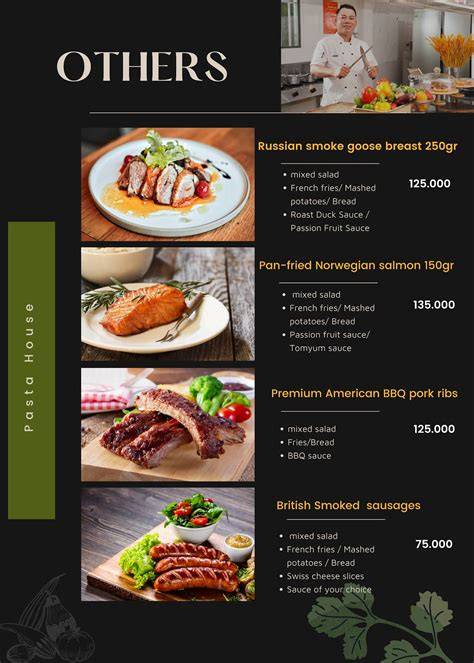 OTHERS
Pasta House
Russian smoke goose breast 250gr
mixed salad
French fries/ Mashed
potatoes/ Bread
Roast Duck Sauce /
Passion Fruit Sauce
125.000
Pan-fried Norwegian salmon 150gr
mixed salad
French fries/ Mashed
potatoes/ Bread
Passion fruit sauce/
Tomyum sauce
135.000
Premium American BBQ pork ribs
mixed salad
Fries/Bread
BBQ sauce
125.000
British Smoked sausages
mixed salad
French fries / Mashed
potatoes / Bread
Swiss cheese slices
Sauce of your choice
75.000